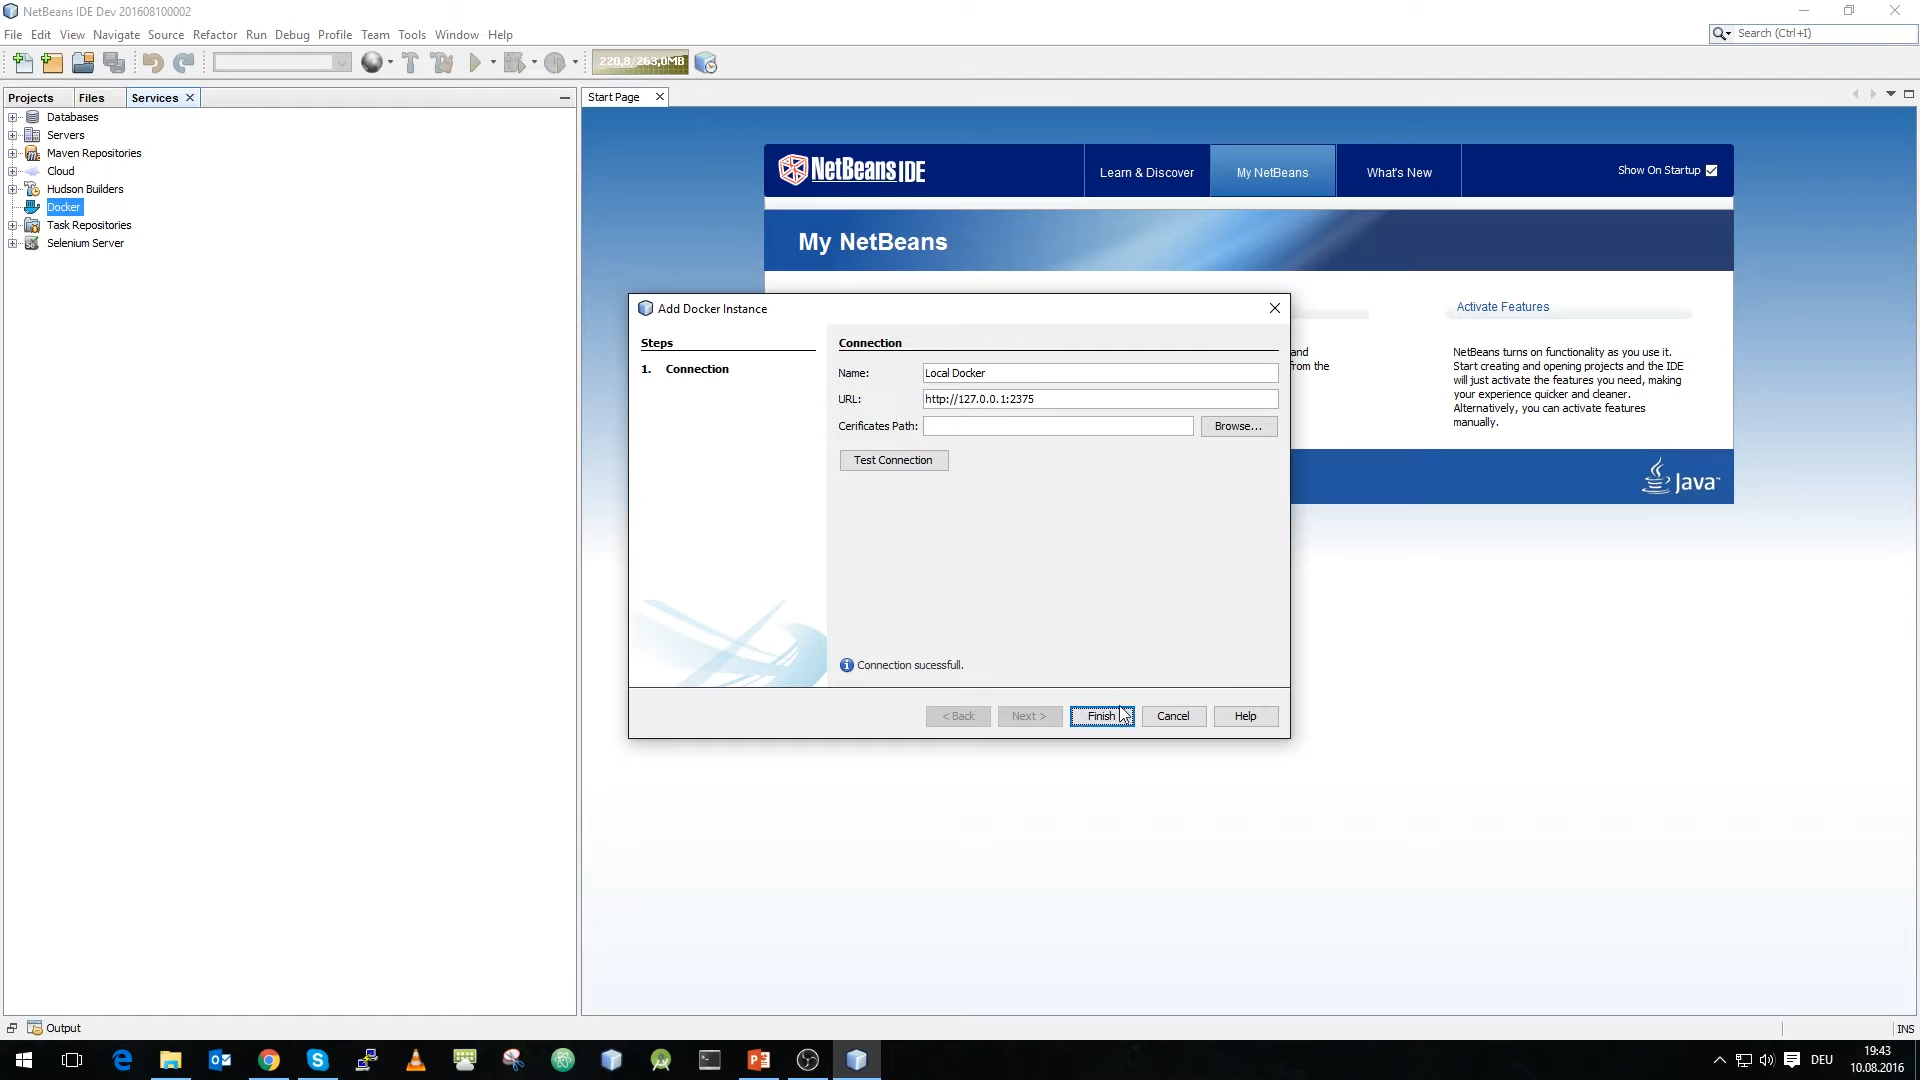 NetBeans IDE Dev 201608100002
File Edit View Navigate Source Refactor Run Debug Profile Team Tools Window Help
Search (Ctrl+I)
220,8/263,0MB
Projects Files Services
Start Page
Databases
Servers
Maven Repositories
Cloud
Hudson Builders
Docker
Task Repositories
Selenium Server
NetBeans IDE
Learn & Discover
My NetBeans
What's New
Show On Startup
My NetBeans
Activate Features
and
from the
NetBeans turns on functionality as you use it.
Start creating and opening projects and the IDE
will just activate the features you need, making
your experience quicker and cleaner.
Alternatively, you can activate features
manually.
Java
Add Docker Instance
Steps
1. Connection
Connection
Name: Local Docker
URL: http://127.0.0.1:2375
Cerificates Path:
Browse...
Test Connection
Connection sucessfull.
< Back Next > Finish Cancel Help
Output
INS
DEU
19:43
10.08.2016